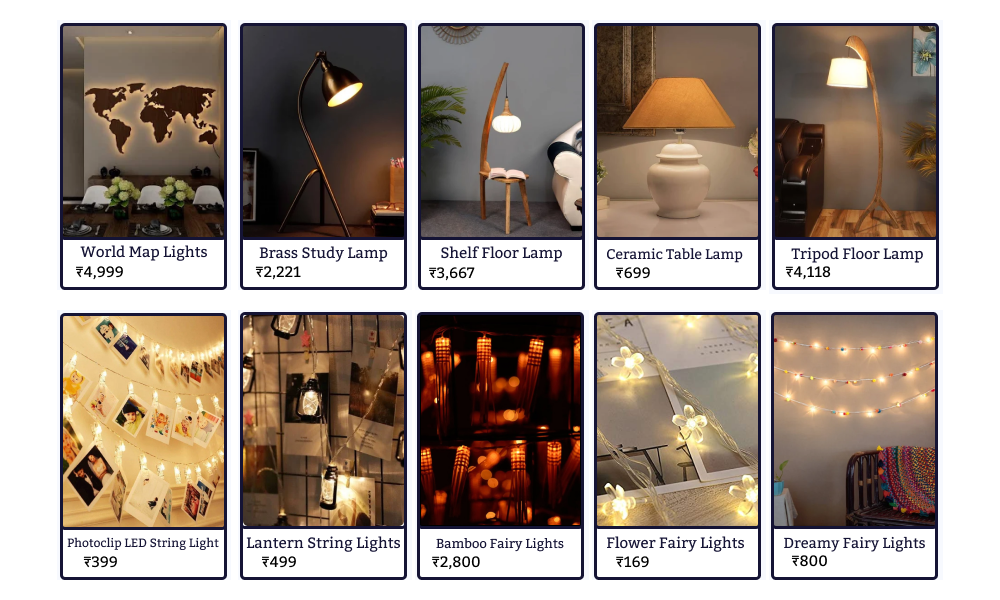 World Map Lights
₹4,999
Brass Study Lamp
₹2,221
Shelf Floor Lamp
₹3,667
Ceramic Table Lamp
₹699
Tripod Floor Lamp
₹4,118
Photoclip LED String Light
₹399
Lantern String Lights
₹499
Bamboo Fairy Lights
₹2,800
Flower Fairy Lights
₹169
Dreamy Fairy Lights
₹800